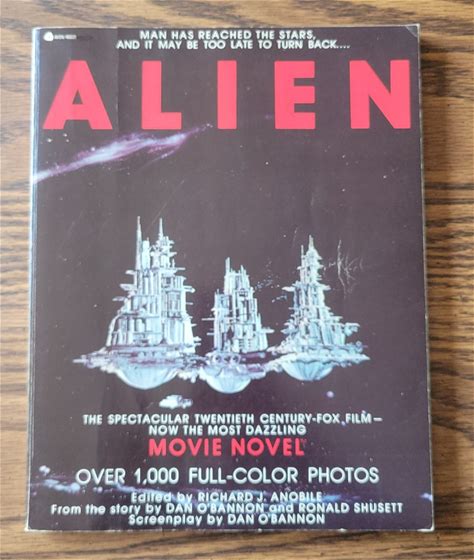 MAN HAS REACHED THE STARS,
AND IT MAY BE TOO LATE TO TURN BACK....
ALIEN
THE SPECTACULAR TWENTIETH CENTURY-FOX FILM—
NOW THE MOST DAZZLING
MOVIE NOVEL
OVER 1,000 FULL-COLOR PHOTOS
Edited by RICHARD J. ANOBILE
From the story by DAN O'BANNON and RONALD SHUSETT
Screenplay by DAN O'BANNON